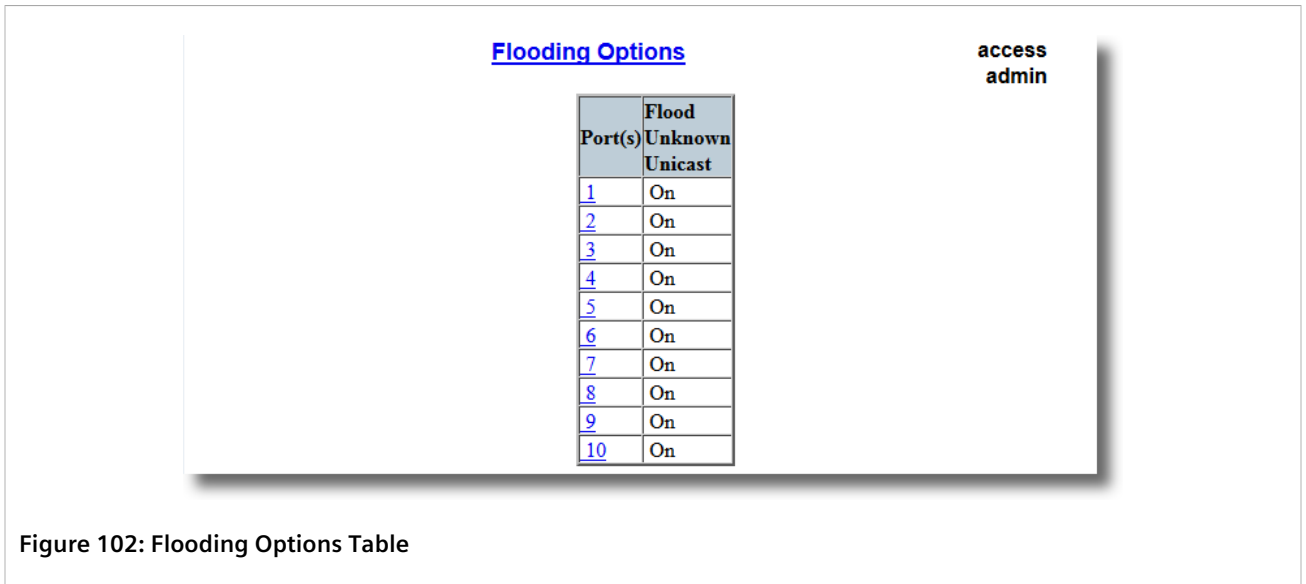 Flooding Options
access
admin
Port(s) Flood Unknown Unicast
1 On
2 On
3 On
4 On
5 On
6 On
7 On
8 On
9 On
10 On
Figure 102: Flooding Options Table